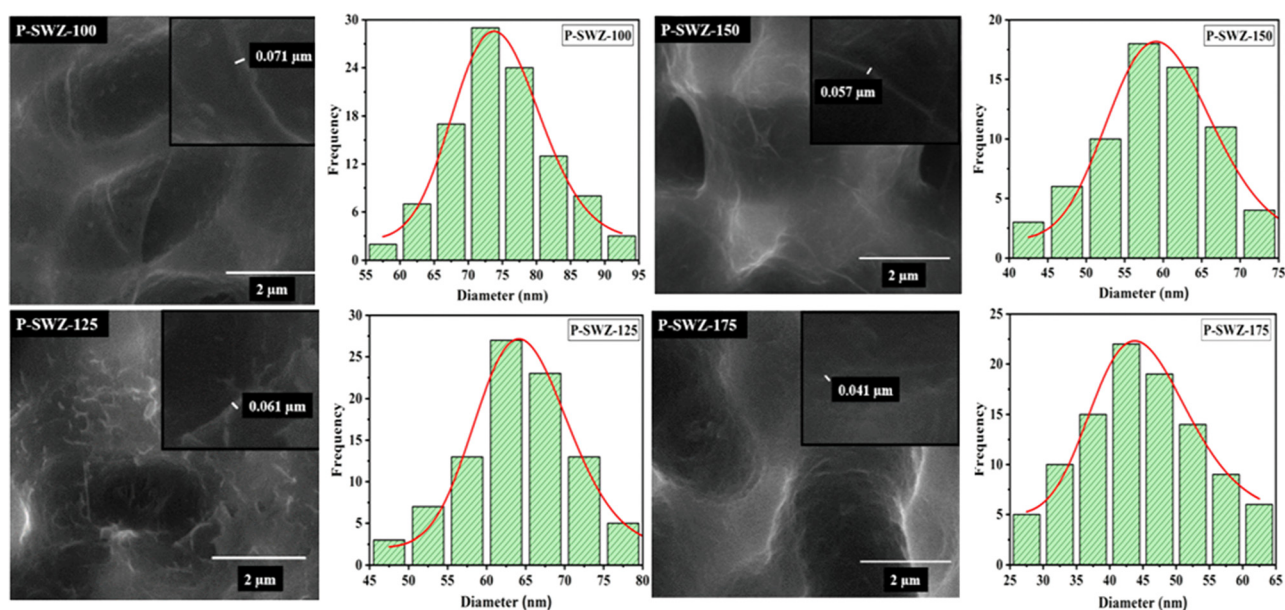 P-SWZ-100
0.071 µm
2 µm
P-SWZ-100
30
24
18
12
6
0
55 60 65 70 75 80 85 90 95
Frequency
Diameter (nm)
P-SWZ-150
0.057 µm
2 µm
P-SWZ-150
20
15
10
5
0
40 45 50 55 60 65 70 75
Frequency
Diameter (nm)
P-SWZ-125
0.061 µm
2 µm
P-SWZ-125
30
25
20
15
10
5
0
45 50 55 60 65 70 75 80
Frequency
Diameter (nm)
P-SWZ-175
0.041 µm
2 µm
P-SWZ-175
25
20
15
10
5
0
25 30 35 40 45 50 55 60 65
Frequency
Diameter (nm)